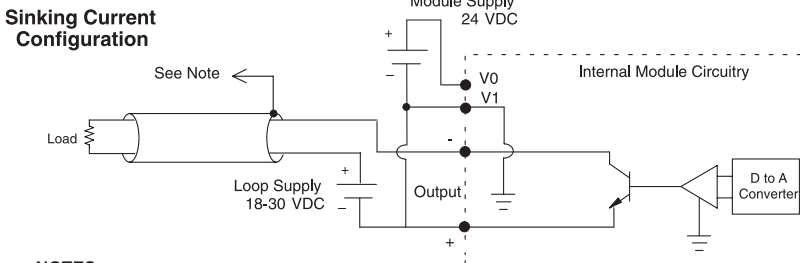 Module Supply
24 VDC
Sinking Current
Configuration
+
–
See Note
V0
V1
Internal Module Circuitry
Load
-
+
Loop Supply
18-30 VDC
–
Output
D to A
Converter
+
NOTES